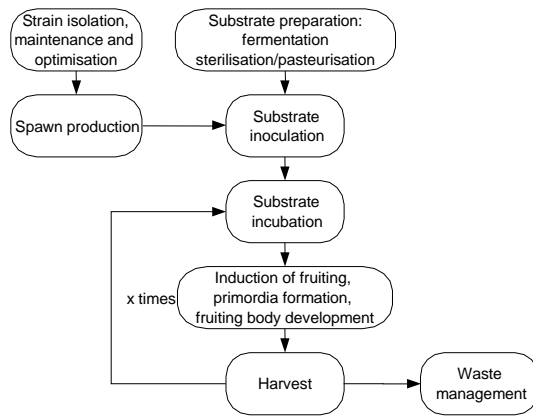 Strain isolation,
maintenance and
optimisation
Substrate preparation:
fermentation
sterilisation/pasteurisation
Spawn production
Substrate
inoculation
Substrate
incubation
x times
Induction of fruiting,
primordia formation,
fruiting body development
Harvest
Waste
management